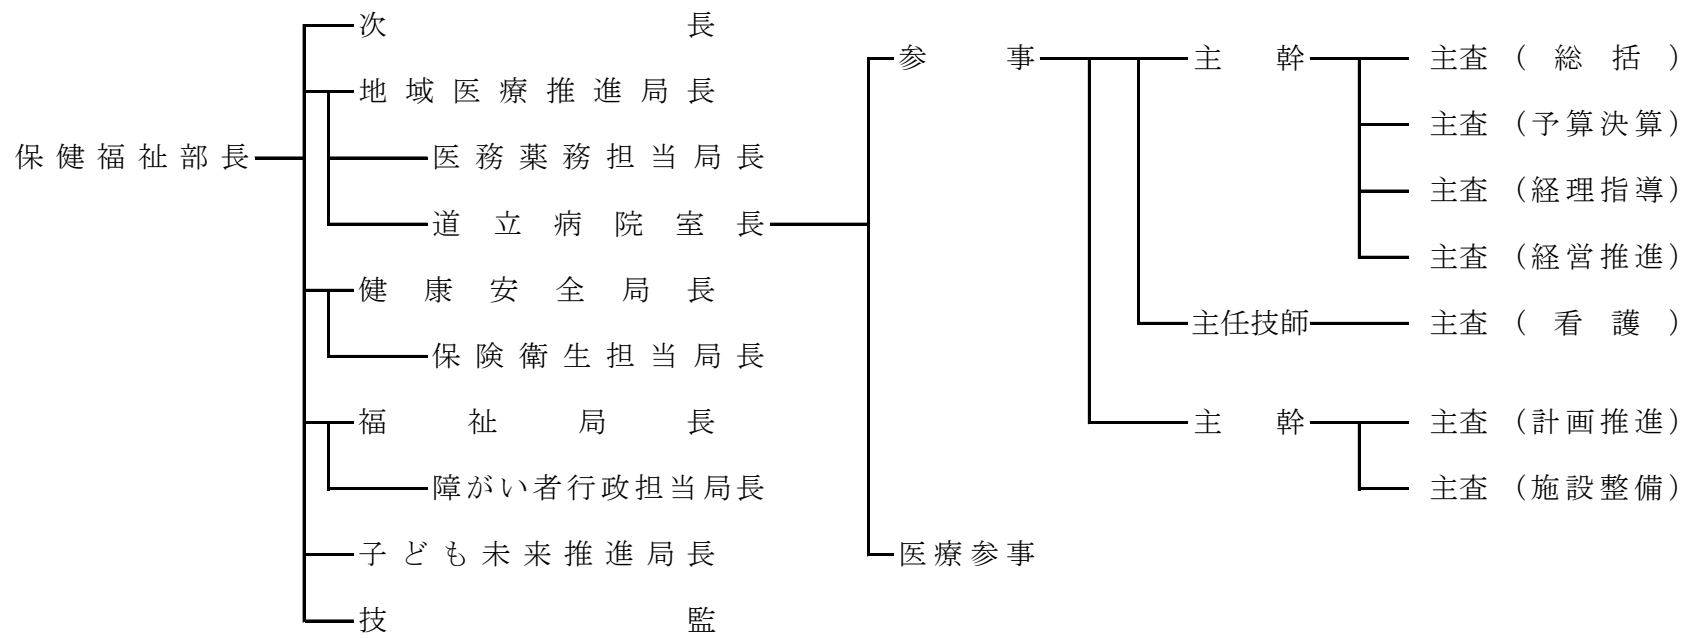 保健福祉部長
次長
地域医療推進局長
医務薬務担当局長
道立病院室長
健康安全局長
保険衛生担当局長
福祉局長
障がい者行政担当局長
子ども未来推進局長
技監
参事
医療参事
主幹
主査（総括）
主査（予算決算）
主査（経理指導）
主査（経営推進）
主任技師
主査（看護）
主幹
主査（計画推進）
主査（施設整備）